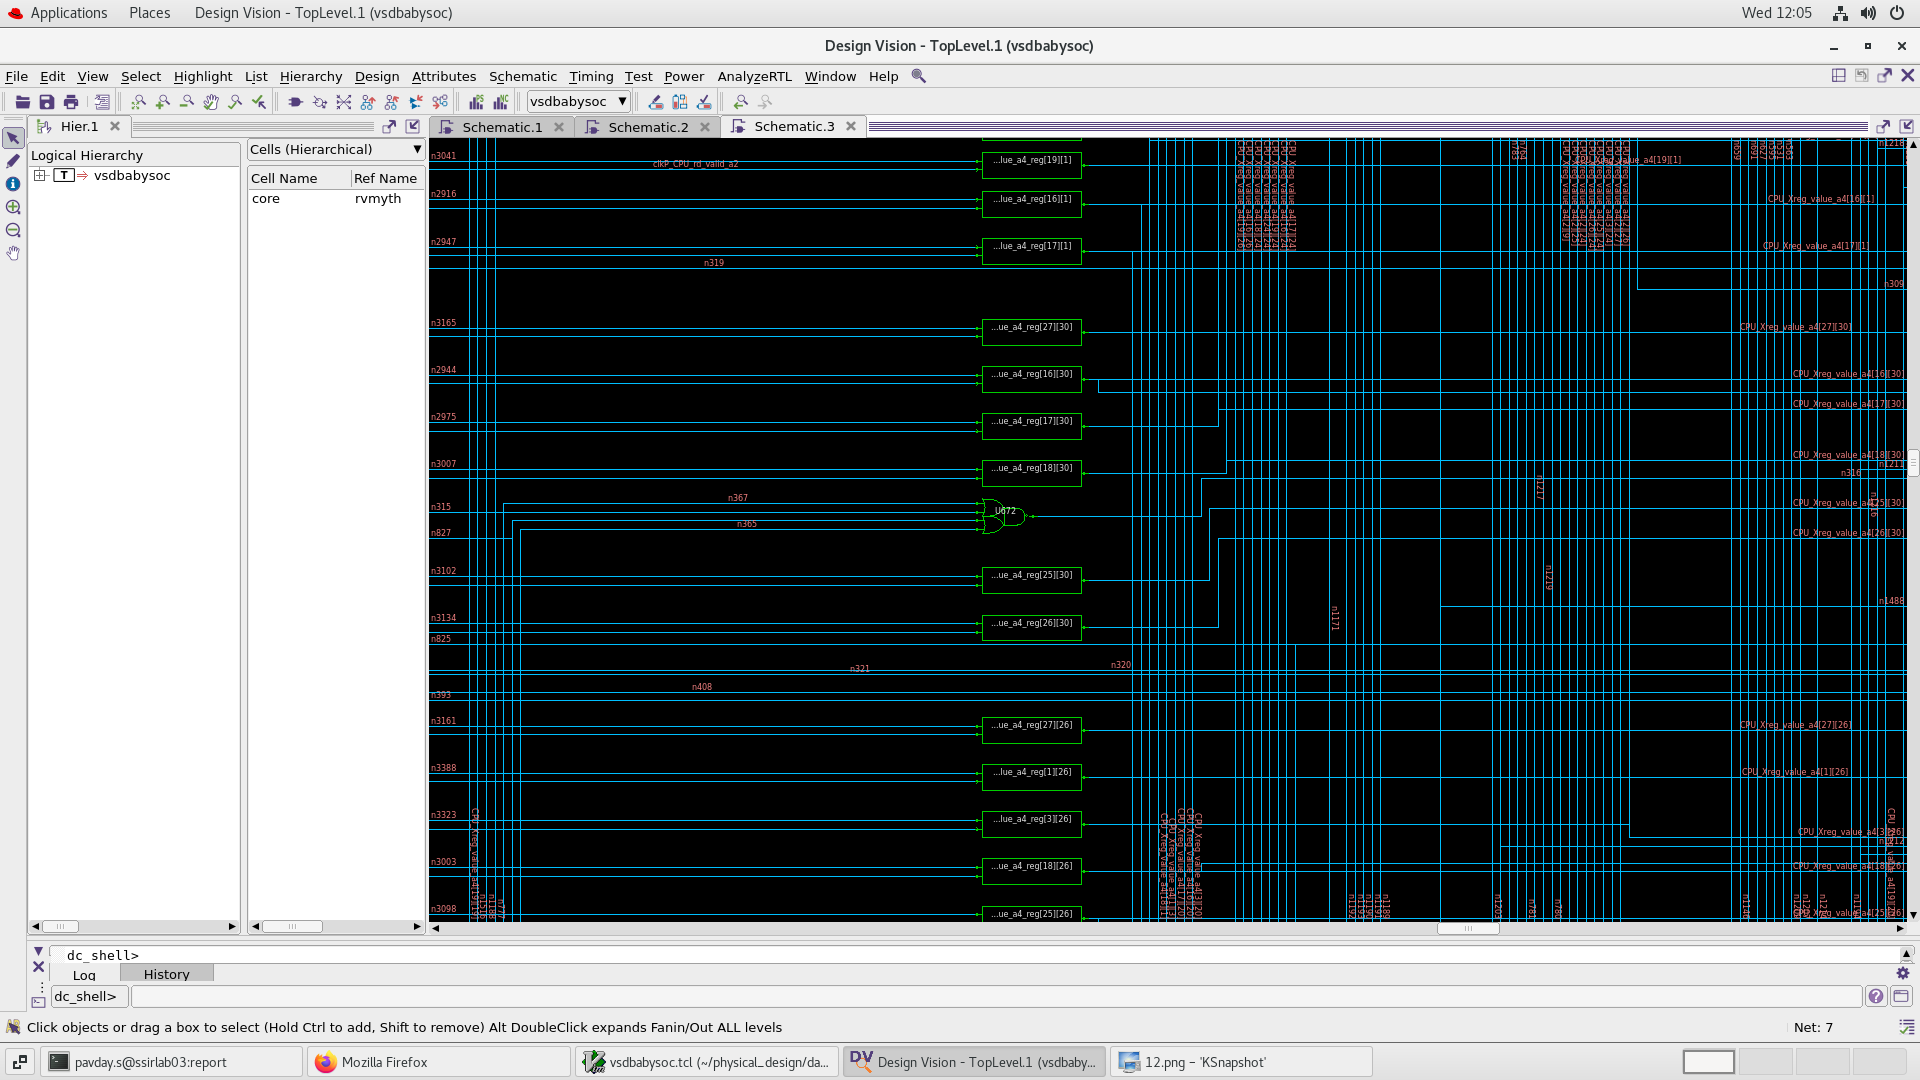 Applications Places Design Vision - TopLevel.1 (vsdbabysoc) Wed 12:05
Design Vision - TopLevel.1 (vsdbabysoc)
File Edit View Select Highlight List Hierarchy Design Attributes Schematic Timing Test Power AnalyzeRTL Window Help
vsdbabysoc
Hier.1 Schematic.1 Schematic.2 Schematic.3
Logical Hierarchy
T vsdbabysoc
Cells (Hierarchical)
Cell Name Ref Name
core rvmyth
n3041 clkP_CPU_rd_valid_a2 ...lue_a4_reg[19][1] CPU_Xreg_value_a4[19][1]
n2916 ...lue_a4_reg[16][1] CPU_Xreg_value_a4[16][1]
n2947 ...lue_a4_reg[17][1] CPU_Xreg_value_a4[17][1]
n319
n309
n3165 ...ue_a4_reg[27][30] CPU_Xreg_value_a4[27][30]
n2944 ...ue_a4_reg[16][30] CPU_Xreg_value_a4[16][30]
n2975 ...ue_a4_reg[17][30] CPU_Xreg_value_a4[17][30]
n3007 ...ue_a4_reg[18][30] CPU_Xreg_value_a4[18][30]
n1211
n316
n367
n315 U672 CPU_Xreg_value_a4[25][30]
n365
n827 CPU_Xreg_value_a4[26][30]
n1217
n3102 ...ue_a4_reg[25][30]
n1219
n1488
n1171
n3134 ...ue_a4_reg[26][30]
n825
n321 n320
n408
n393
n3161 ...ue_a4_reg[27][26] CPU_Xreg_value_a4[27][26]
n3388 ...lue_a4_reg[1][26] CPU_Xreg_value_a4[1][26]
n3323 ...lue_a4_reg[3][26]
n3003 ...ue_a4_reg[18][26] CPU_Xreg_value_a4[18][26]
n3098 ...ue_a4_reg[25][26] CPU_Xreg_value_a4[25][26]
dc_shell>
Log History
dc_shell>
Click objects or drag a box to select (Hold Ctrl to add, Shift to remove) Alt DoubleClick expands Fanin/Out ALL levels Net: 7
pavday.s@ssirlab03:report Mozilla Firefox vsdbabysoc.tcl (~/physical_design/da... Design Vision - TopLevel.1 (vsdbaby... 12.png – 'KSnapshot'